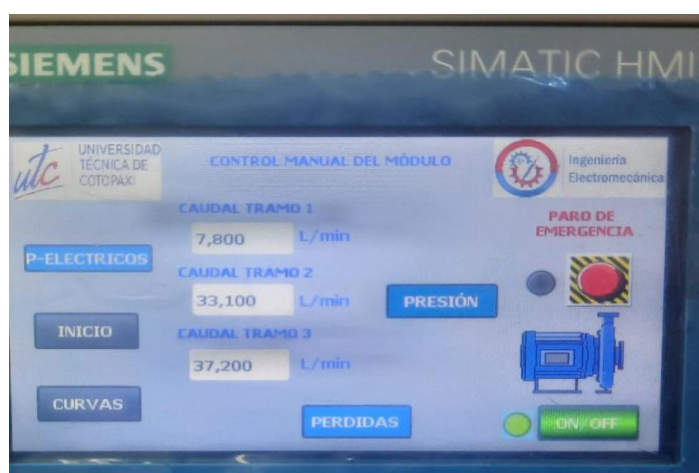 SIEMENS
SIMATIC HMI
utc
UNIVERSIDAD
TÉCNICA DE
COTOPAXI
CONTROL MANUAL DEL MÓDULO
Ingeniería
Electromecánica
CAUDAL TRAMO 1
7,800 L/min
PARO DE
EMERGENCIA
P-ELECTRICOS
CAUDAL TRAMO 2
33,100 L/min
PRESIÓN
INICIO
CAUDAL TRAMO 3
37,200 L/min
CURVAS
PERDIDAS
ON/OFF